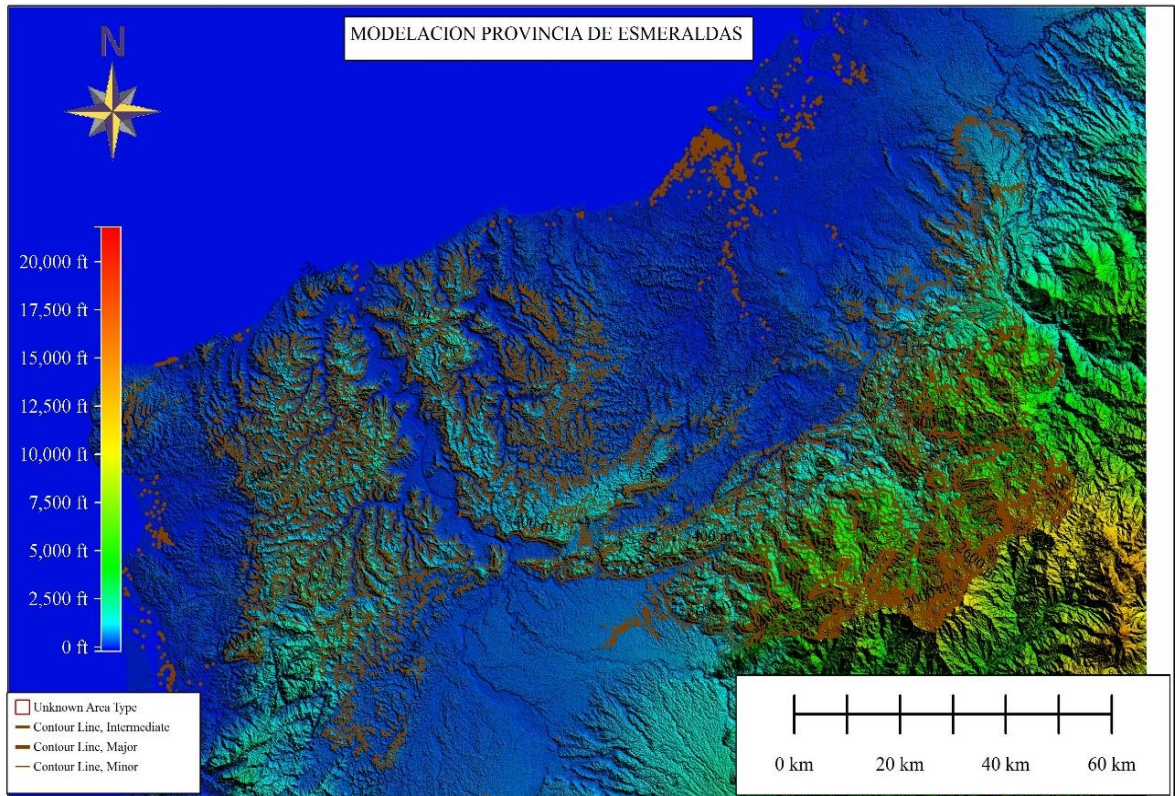 MODELACION PROVINCIA DE ESMERALDAS
N
20,000 ft
17,500 ft
15,000 ft
12,500 ft
10,000 ft
7,500 ft
5,000 ft
2,500 ft
0 ft
400 m
Unknown Area Type
Contour Line, Intermediate
Contour Line, Major
Contour Line, Minor
0 km
20 km
40 km
60 km